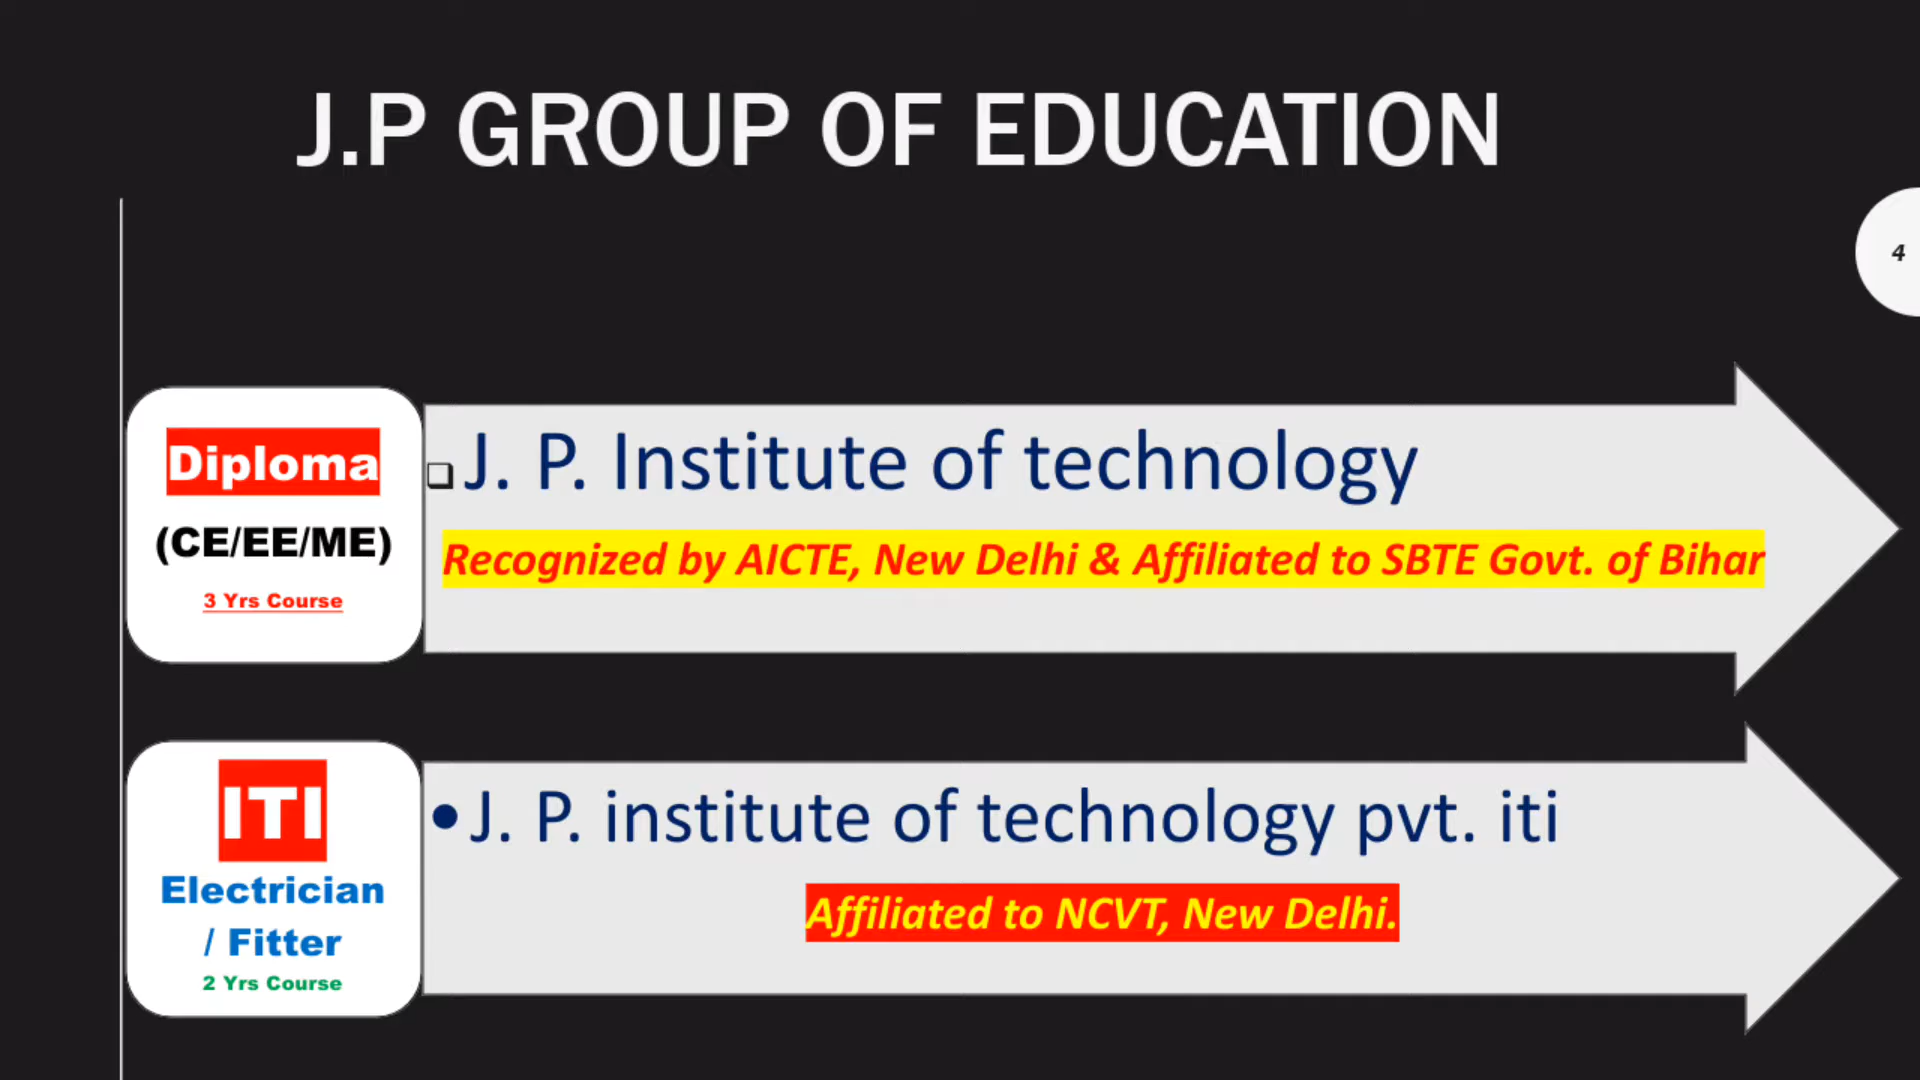 J.P GROUP OF EDUCATION
4
Diploma
(CE/EE/ME)
3 Yrs Course
J. P. Institute of technology
Recognized by AICTE, New Delhi & Affiliated to SBTE Govt. of Bihar
ITI
Electrician
/ Fitter
2 Yrs Course
J. P. institute of technology pvt. iti
Affiliated to NCVT, New Delhi.